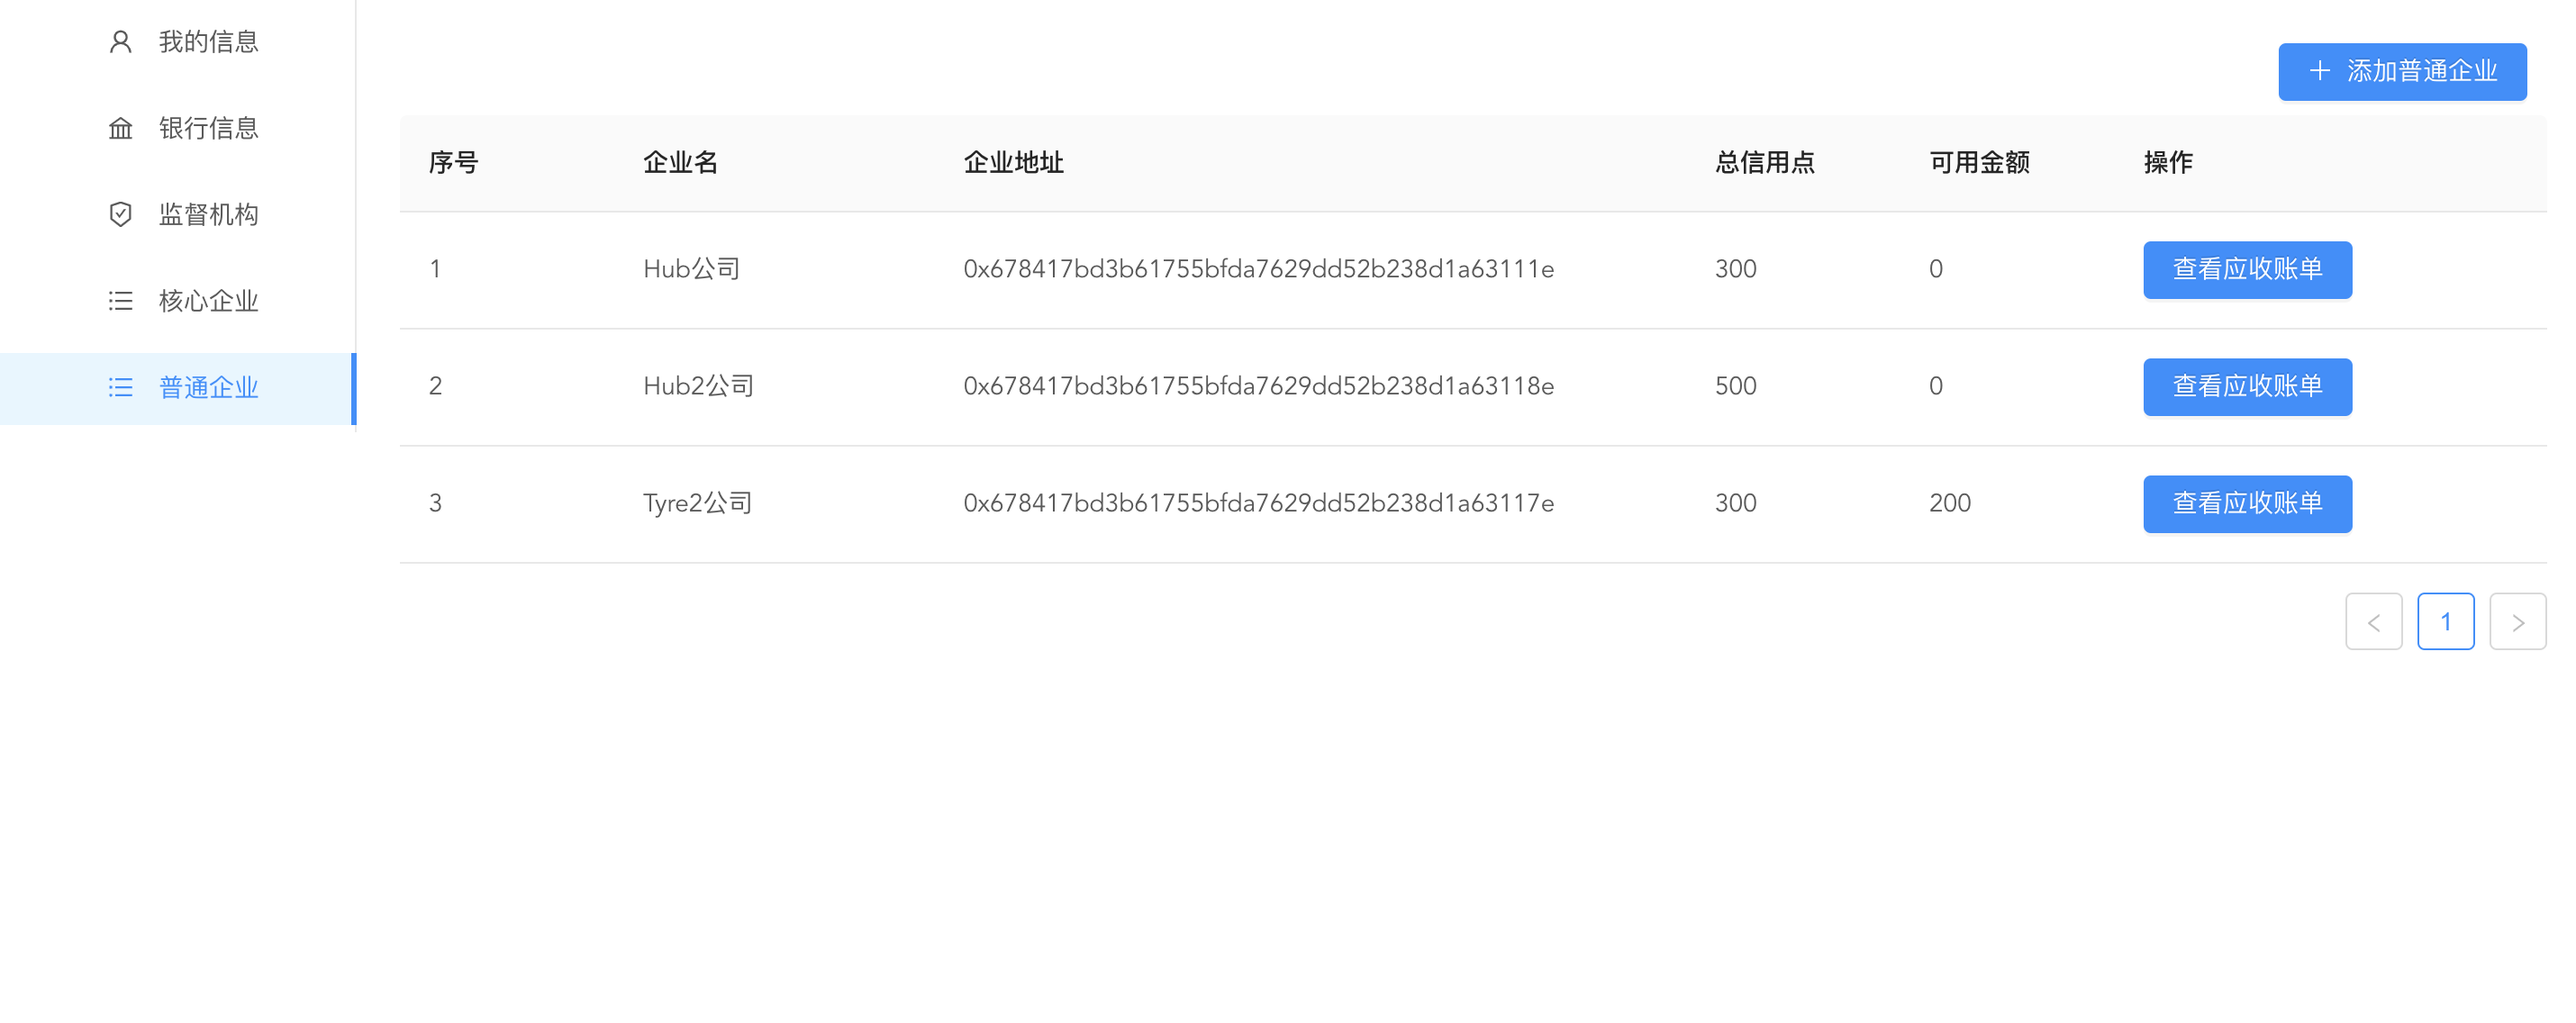 我的信息
银行信息
监督机构
核心企业
普通企业
添加普通企业
序号 企业名 企业地址 总信用点 可用金额 操作
1 Hub公司 0x678417bd3b61755bfda7629dd52b238d1a63111e 300 0 查看应收账单
2 Hub2公司 0x678417bd3b61755bfda7629dd52b238d1a63118e 500 0 查看应收账单
3 Tyre2公司 0x678417bd3b61755bfda7629dd52b238d1a63117e 300 200 查看应收账单
1